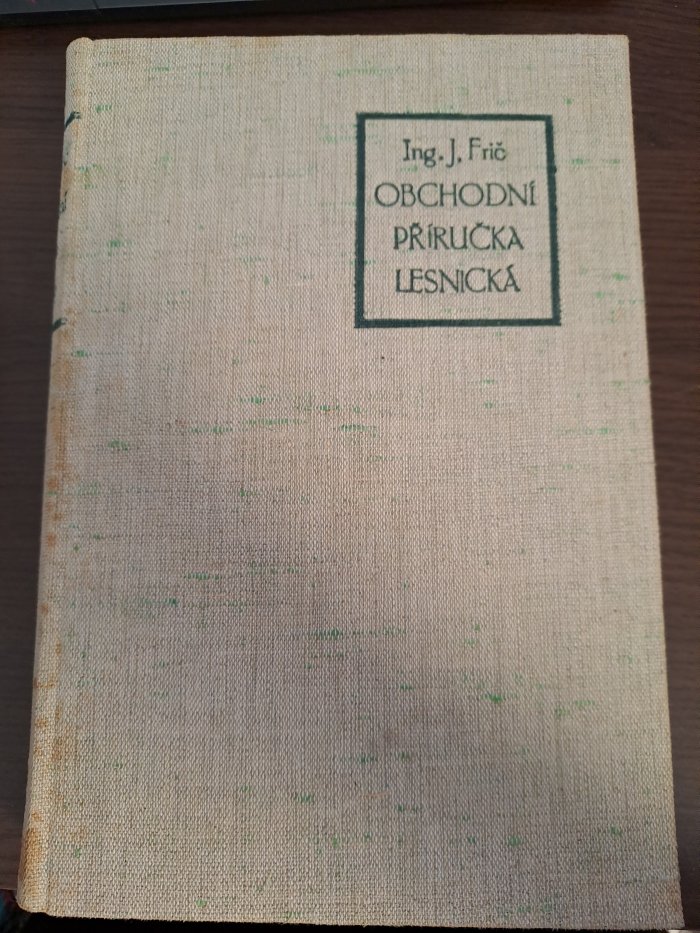 Ing. J. Frič
OBCHODNÍ
PŘÍRUČKA
LESNICKÁ